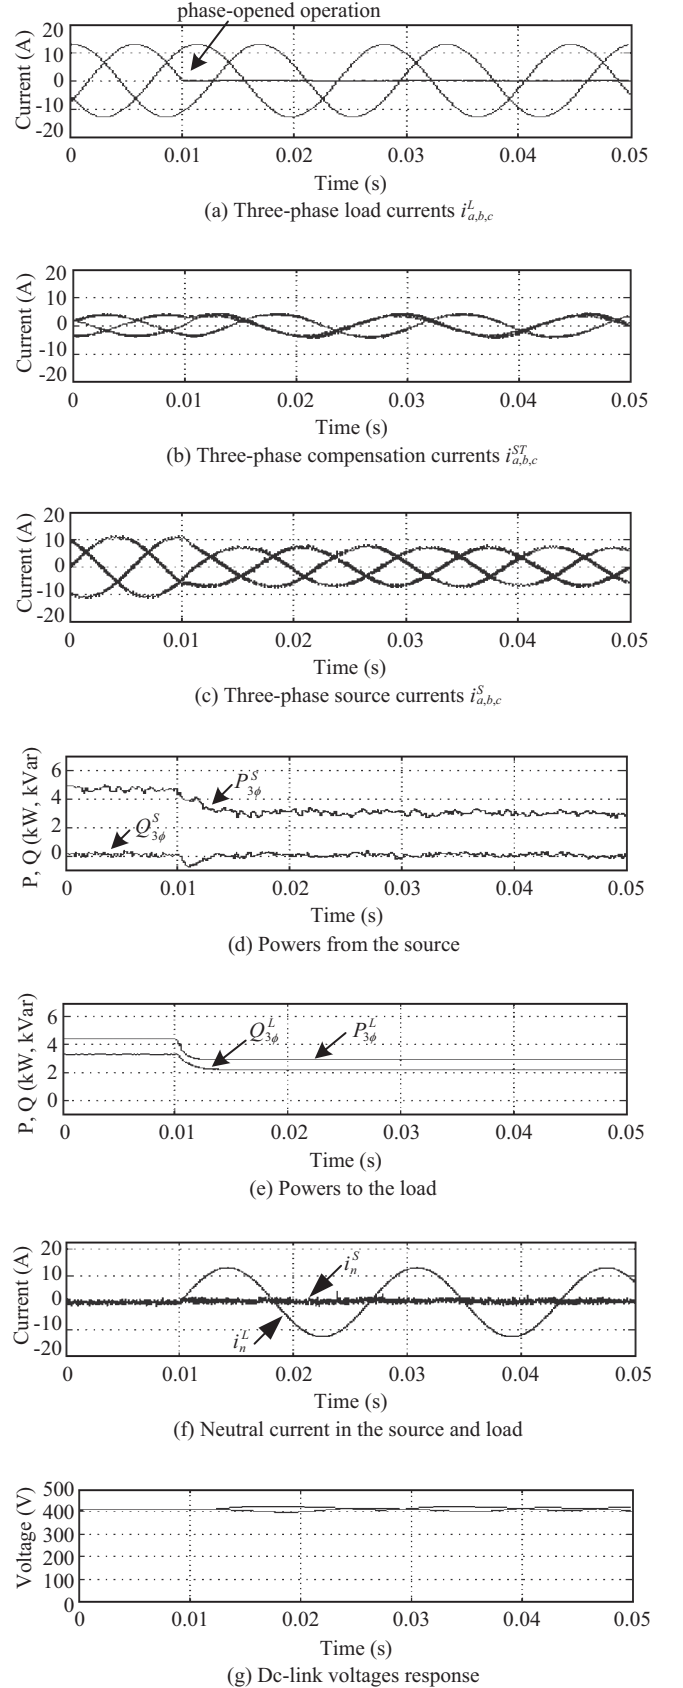 phase-opened operation
Current (A)
20
10
0
-10
-20
0 0.01 0.02 0.03 0.04 0.05
Time (s)
(a) Three-phase load currents i^L_{a,b,c}
Current (A)
20
10
0
-10
-20
0 0.01 0.02 0.03 0.04 0.05
Time (s)
(b) Three-phase compensation currents i^{ST}_{a,b,c}
Current (A)
20
10
0
-10
-20
0 0.01 0.02 0.03 0.04 0.05
Time (s)
(c) Three-phase source currents i^S_{a,b,c}
P, Q (kW, kVar)
6
4
2
0
P^S_{3ϕ}
Q^S_{3ϕ}
0 0.01 0.02 0.03 0.04 0.05
Time (s)
(d) Powers from the source
P, Q (kW, kVar)
6
4
2
0
Q^L_{3ϕ} P^L_{3ϕ}
0 0.01 0.02 0.03 0.04 0.05
Time (s)
(e) Powers to the load
Current (A)
20
10
0
-10
-20
i^S_n
i^L_n
0 0.01 0.02 0.03 0.04 0.05
Time (s)
(f) Neutral current in the source and load
Voltage (V)
500
400
300
200
100
0
0 0.01 0.02 0.03 0.04 0.05
Time (s)
(g) Dc-link voltages response